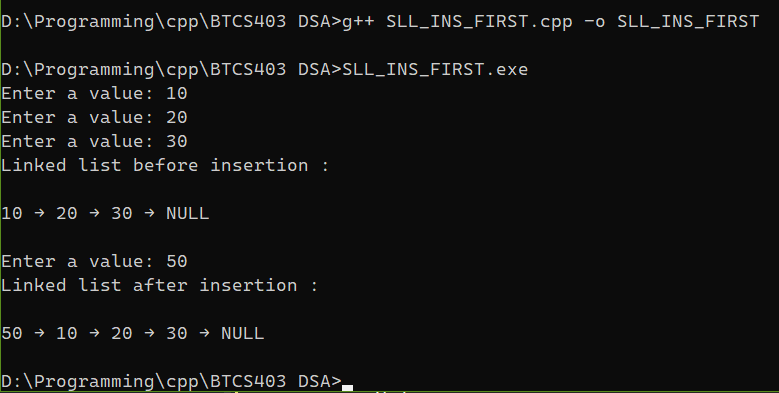 D:\Programming\cpp\BTCS403 DSA>g++ SLL_INS_FIRST.cpp -o SLL_INS_FIRST
D:\Programming\cpp\BTCS403 DSA>SLL_INS_FIRST.exe
Enter a value: 10
Enter a value: 20
Enter a value: 30
Linked list before insertion :
10 → 20 → 30 → NULL
Enter a value: 50
Linked list after insertion :
50 → 10 → 20 → 30 → NULL
D:\Programming\cpp\BTCS403 DSA>